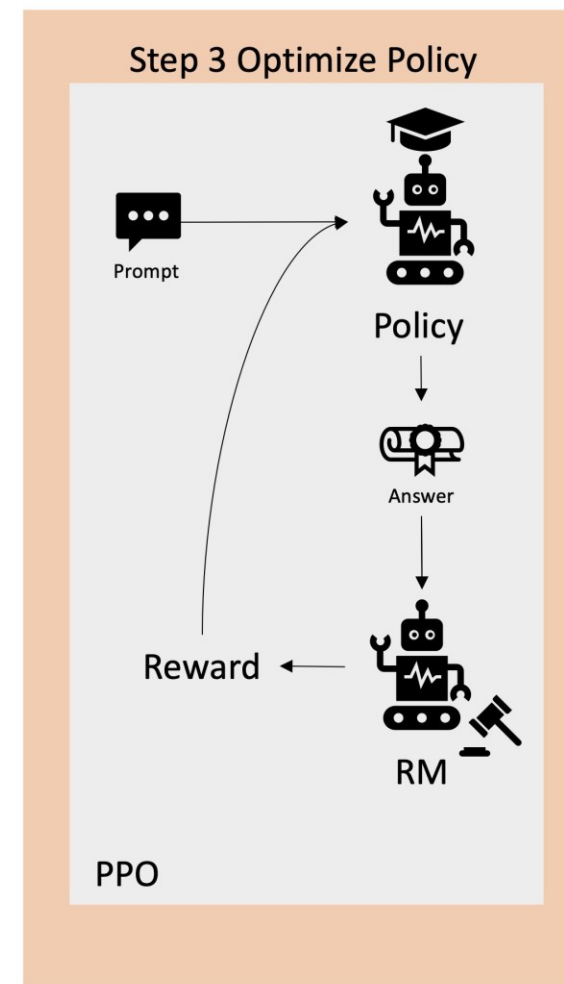 Step 3 Optimize Policy
Prompt
Policy
Answer
Reward
RM
PPO